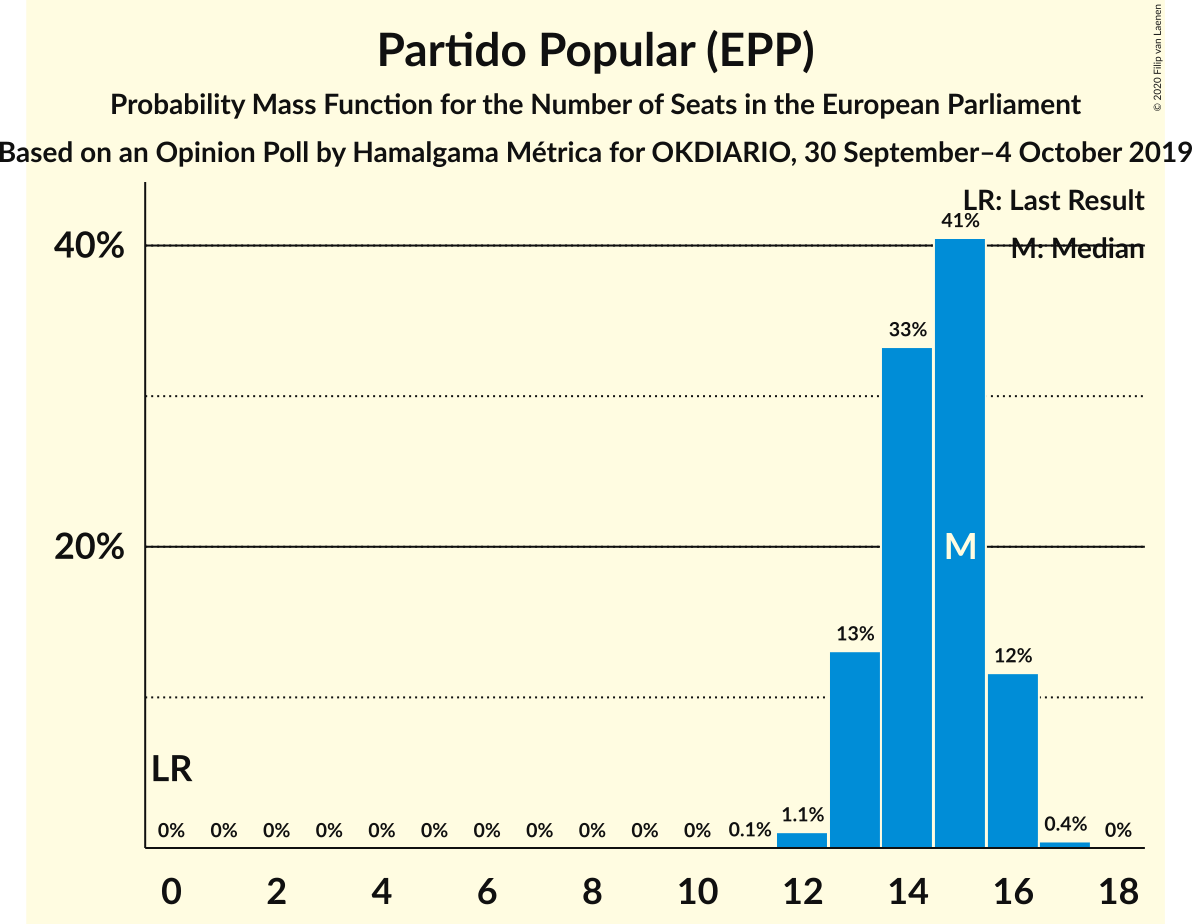 Partido Popular (EPP)
Probability Mass Function for the Number of Seats in the European Parliament
Based on an Opinion Poll by Hamalgama Métrica for OKDIARIO, 30 September–4 October 2019
© 2020 Filip van Laenen
LR: Last Result
M: Median
40%
20%
41%
33%
M
13%
12%
LR
0% 0% 0% 0% 0% 0% 0% 0% 0% 0% 0% 0.1% 1.1% 0.4% 0%
0 2 4 6 8 10 12 14 16 18